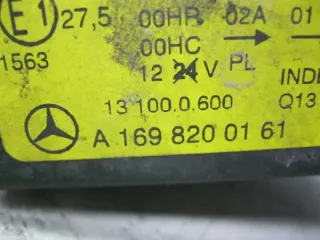 E1 27,5 00HR 02A 01
00HC →
1563 12 24 V PL INDE
13 100.0.600 Q13
A 169 820 01 61